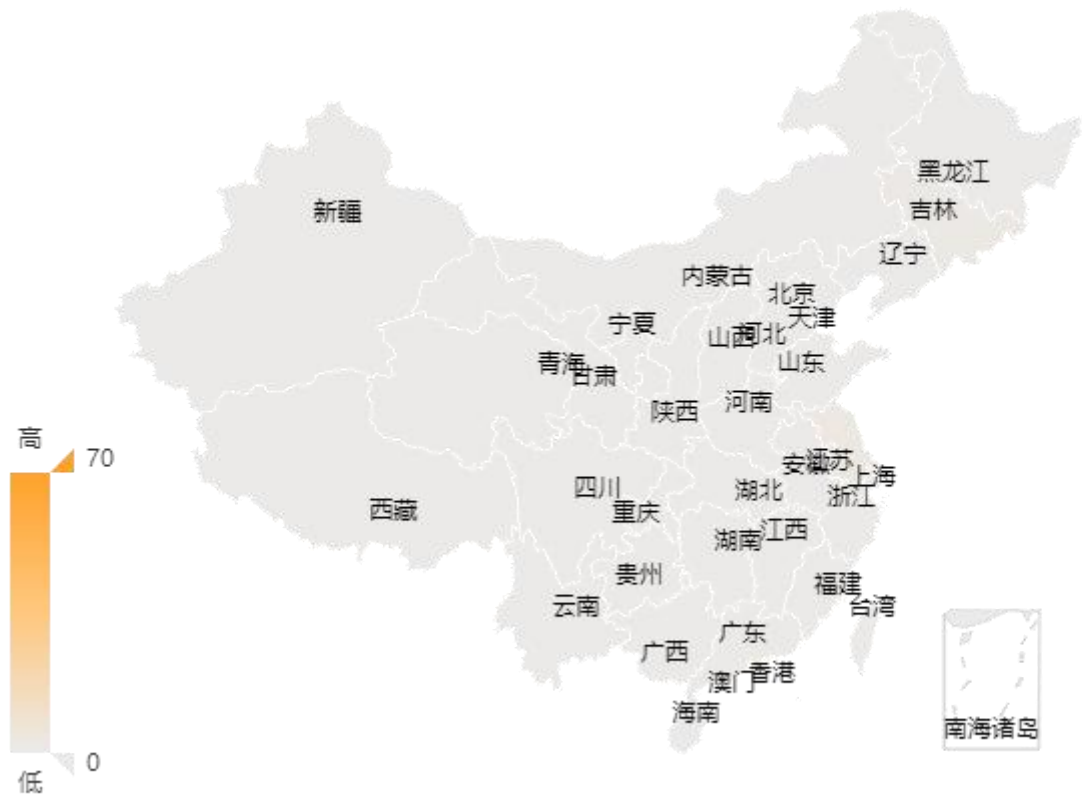 黑龙江
吉林
新疆
辽宁
内蒙古
北京
天津
宁夏
山西
河北
山东
青海
甘肃
河南
陕西
高
70
安徽
江苏
上海
四川
湖北
浙江
重庆
西藏
湖南
江西
贵州
福建
云南
台湾
广东
广西
香港
澳门
海南
南海诸岛
0
低